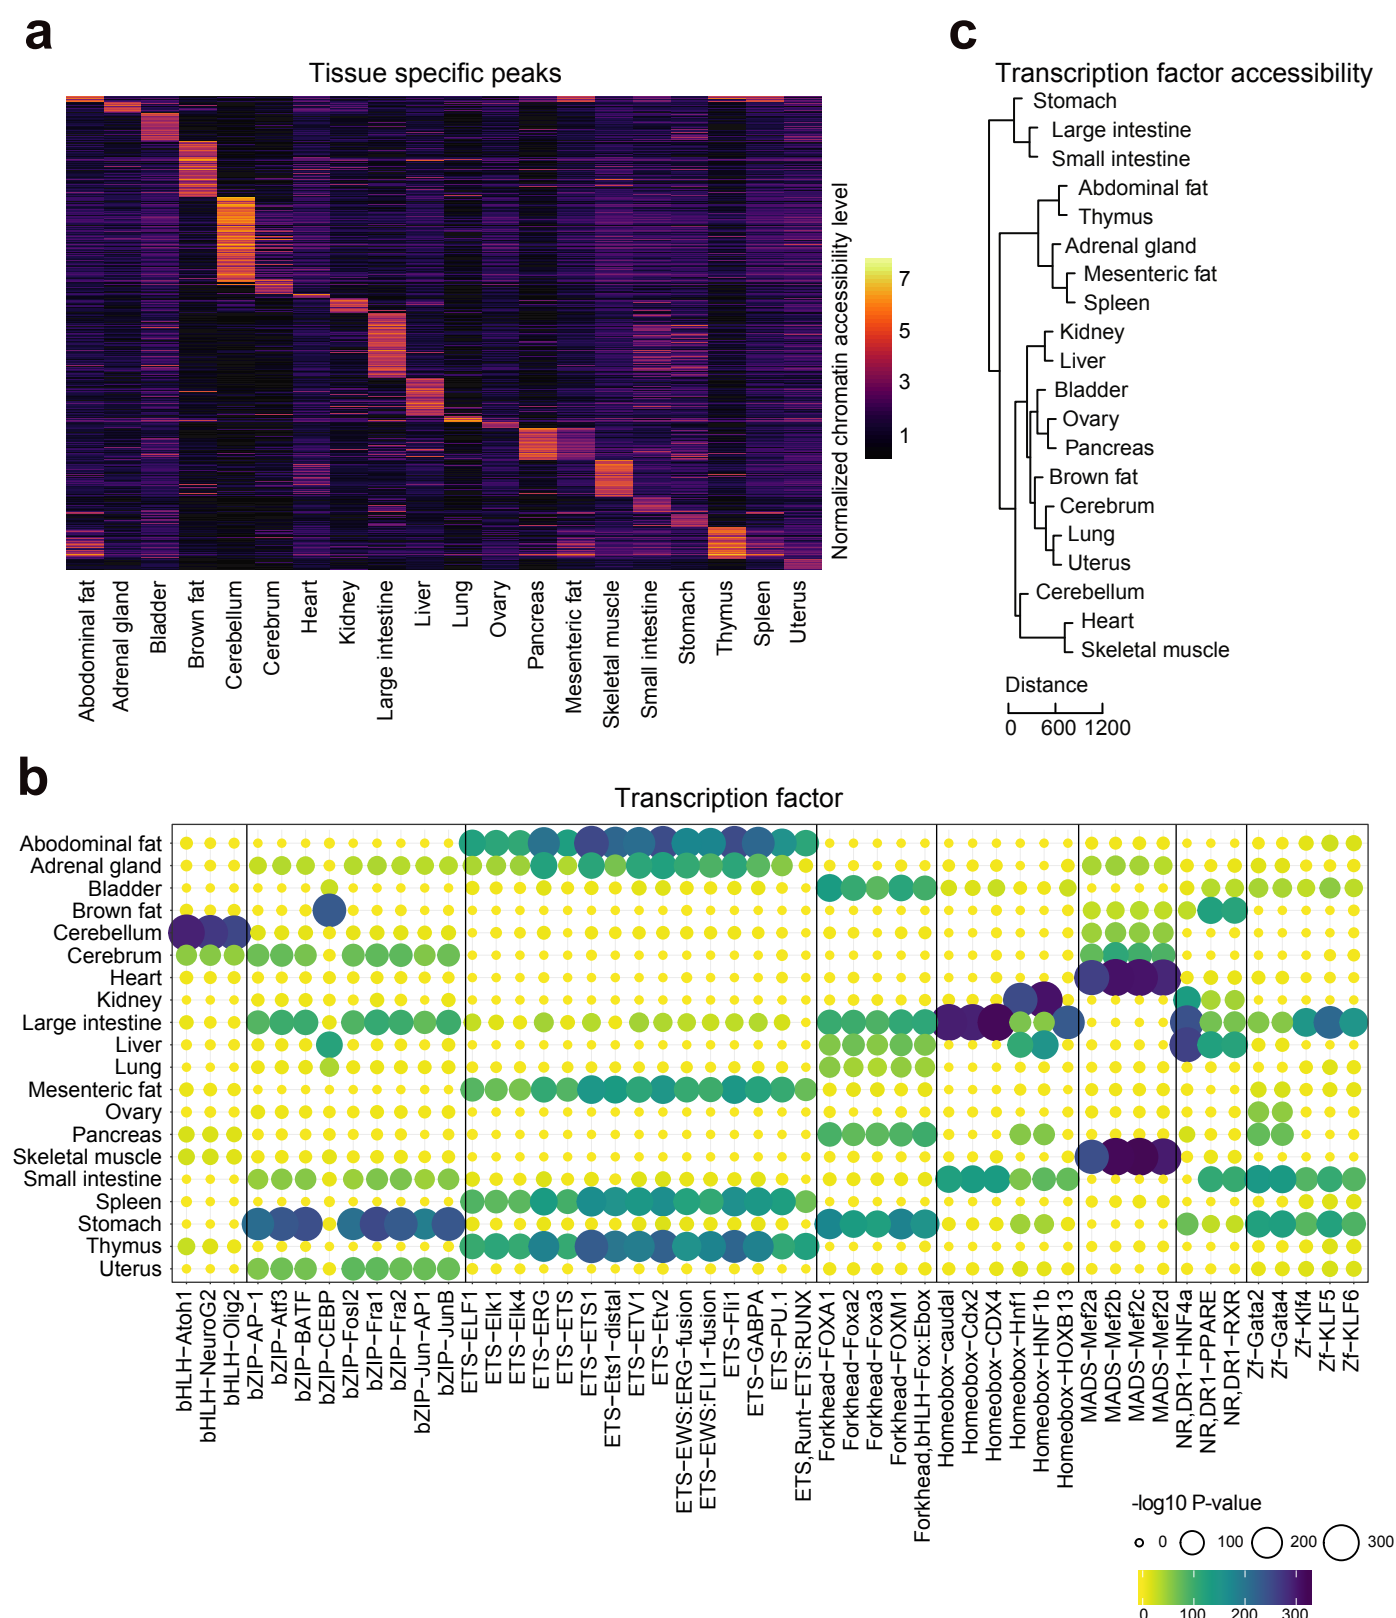 a
Tissue specific peaks
Normalized chromatin accessibility level
7
5
3
1
Abodominal fat
Adrenal gland
Bladder
Brown fat
Cerebellum
Cerebrum
Heart
Kidney
Large intestine
Liver
Lung
Ovary
Pancreas
Mesenteric fat
Skeletal muscle
Small intestine
Stomach
Thymus
Spleen
Uterus
c
Transcription factor accessibility
Stomach
Large intestine
Small intestine
Abdominal fat
Thymus
Adrenal gland
Mesenteric fat
Spleen
Kidney
Liver
Bladder
Ovary
Pancreas
Brown fat
Cerebrum
Lung
Uterus
Cerebellum
Heart
Skeletal muscle
Distance
0 600 1200
b
Transcription factor
Abodominal fat
Adrenal gland
Bladder
Brown fat
Cerebellum
Cerebrum
Heart
Kidney
Large intestine
Liver
Lung
Mesenteric fat
Ovary
Pancreas
Skeletal muscle
Small intestine
Spleen
Stomach
Thymus
Uterus
bHLH−Atoh1
bHLH−NeuroG2
bHLH−Olig2
bZIP−AP−1
bZIP−Atf3
bZIP−BATF
bZIP−CEBP
bZIP−Fosl2
bZIP−Fra1
bZIP−Fra2
bZIP−Jun−AP1
bZIP−JunB
ETS−ELF1
ETS−Elk1
ETS−Elk4
ETS−ERG
ETS−ETS
ETS−ETS1
ETS−Ets1−distal
ETS−ETV1
ETS−Etv2
ETS−EWS:ERG−fusion
ETS−EWS:FLI1−fusion
ETS−Fli1
ETS−GABPA
ETS−PU.1
ETS,Runt−ETS:RUNX
Forkhead−FOXA1
Forkhead−Foxa2
Forkhead−Foxa3
Forkhead−FOXM1
Forkhead,bHLH−Fox:Ebox
Homeobox−caudal
Homeobox−Cdx2
Homeobox−CDX4
Homeobox−Hnf1
Homeobox−HNF1b
Homeobox−HOXB13
MADS−Mef2a
MADS−Mef2b
MADS−Mef2c
MADS−Mef2d
NR,DR1−HNF4a
NR,DR1−PPARE
NR,DR1−RXR
Zf−Gata2
Zf−Gata4
Zf−Klf4
Zf−KLF5
Zf−KLF6
-log10 P-value
0 100 200 300
0 100 200 300